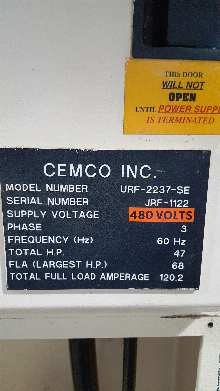 THIS DOOR
WILL NOT
OPEN
UNTIL POWER SUPPL
IS TERMINATED
CEMCO INC.
MODEL NUMBER URF-2237-SE
SERIAL NUMBER JRF-1122
SUPPLY VOLTAGE 480 VOLTS
PHASE 3
FREQUENCY (Hz) 60 Hz
TOTAL H.P. 47
FLA (LARGEST H.P.) 68
TOTAL FULL LOAD AMPERAGE 120.2